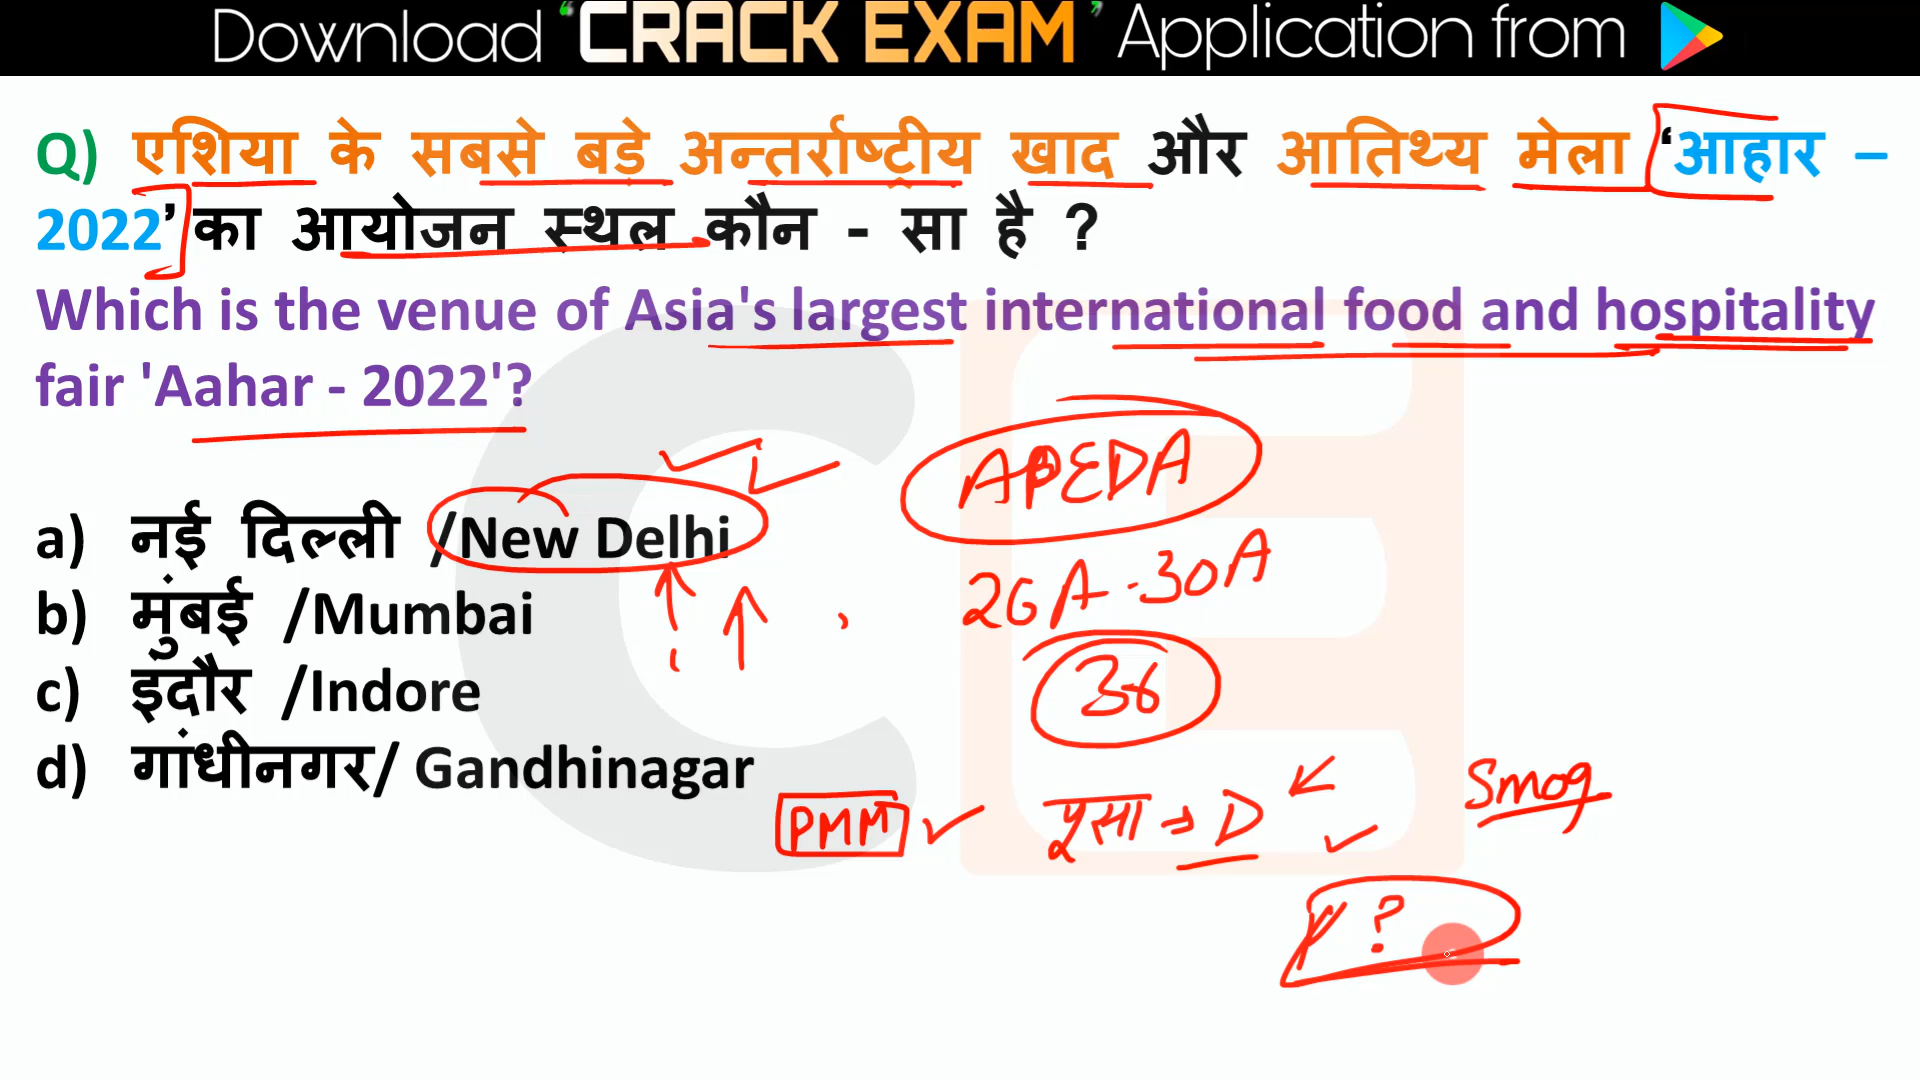 Download ‘CRACK EXAM’ Application from
Q) एशिया के सबसे बडे अन्तर्राष्ट्रीय खाद और आतिथ्य मेला ‘आहार –
2022’ का आयोजन स्थल कौन - सा है ?
Which is the venue of Asia's largest international food and hospitality
fair 'Aahar - 2022'?
APEDA
a) नई दिल्ली /New Delhi
26 A - 30 A
b) मुंबई /Mumbai
36
c) इंदौर /Indore
d) गांधीनगर/ Gandhinagar
Smog
PMM
पूसा → D
?